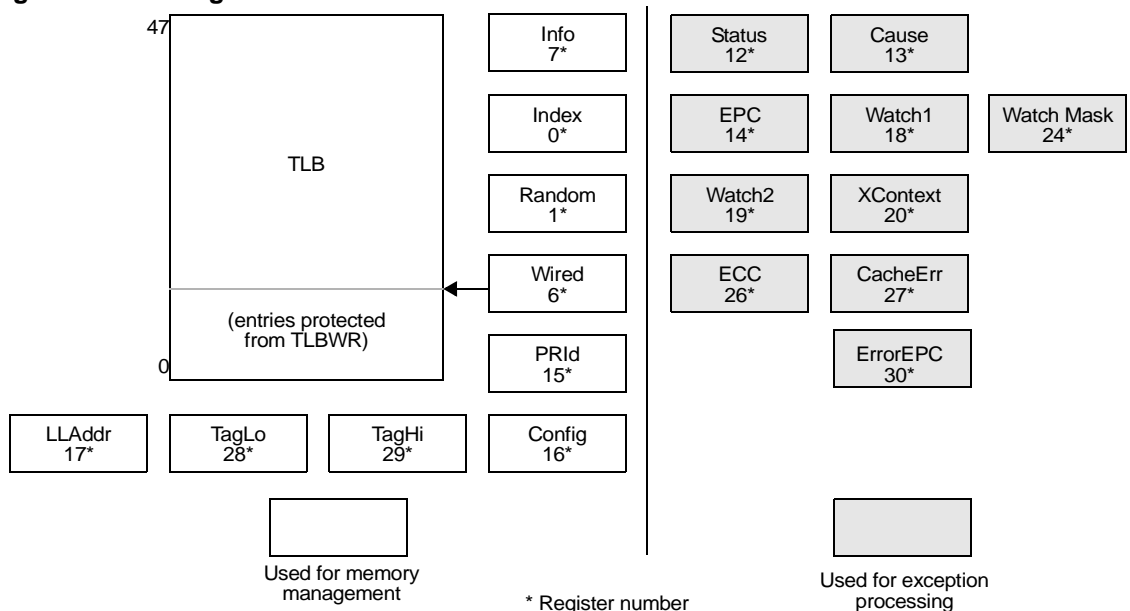 47
Info
7*
Status
12*
Cause
13*
Index
0*
EPC
14*
Watch1
18*
Watch Mask
24*
TLB
Random
1*
Watch2
19*
XContext
20*
Wired
6*
ECC
26*
CacheErr
27*
(entries protected
from TLBWR)
0
PRId
15*
ErrorEPC
30*
LLAddr
17*
TagLo
28*
TagHi
29*
Config
16*
Used for memory
management
* Register number
Used for exception
processing